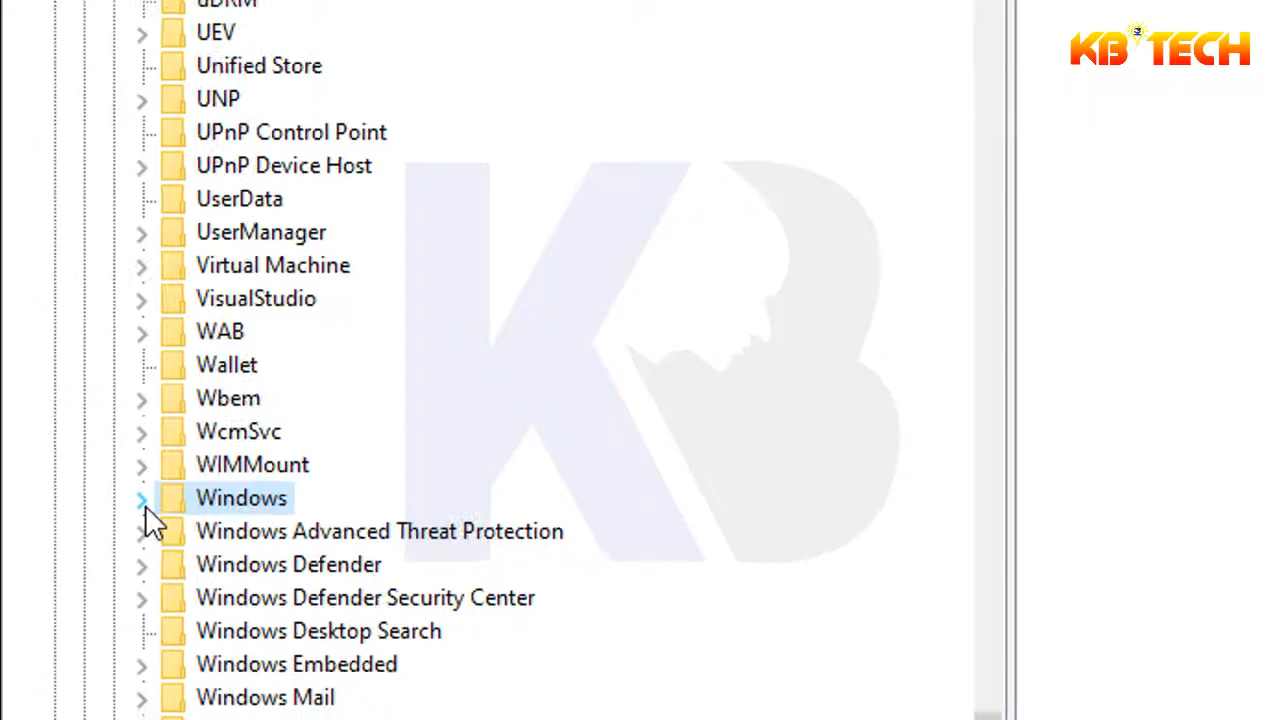 uDRM
UEV
Unified Store
UNP
UPnP Control Point
UPnP Device Host
UserData
UserManager
Virtual Machine
VisualStudio
WAB
Wallet
Wbem
WcmSvc
WIMMount
Windows
Windows Advanced Threat Protection
Windows Defender
Windows Defender Security Center
Windows Desktop Search
Windows Embedded
Windows Mail
KB TECH
KB